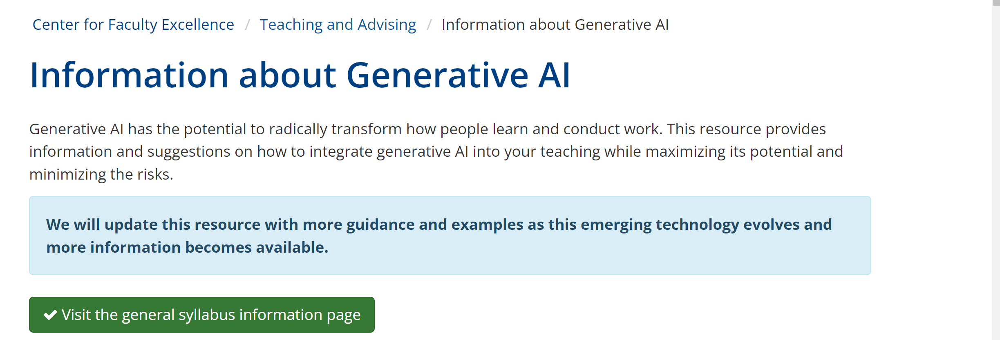 Center for Faculty Excellence / Teaching and Advising / Information about Generative AI
Information about Generative AI
Generative AI has the potential to radically transform how people learn and conduct work. This resource provides
information and suggestions on how to integrate generative AI into your teaching while maximizing its potential and
minimizing the risks.
We will update this resource with more guidance and examples as this emerging technology evolves and
more information becomes available.
Visit the general syllabus information page